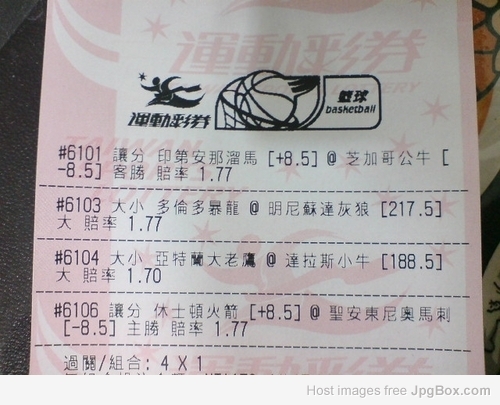 運動彩券
運動彩券
籃球
basketball
#6101 讓分 印第安那溜馬 [+8.5] @ 芝加哥公牛 [
-8.5] 客勝 賠率 1.77
#6103 大小 多倫多暴龍 @ 明尼蘇達灰狼 [217.5]
大 賠率 1.77
#6104 大小 亞特蘭大老鷹 @ 達拉斯小牛 [188.5]
大 賠率 1.70
#6106 讓分 休士頓火箭 [+8.5] @ 聖安東尼奧馬刺
[-8.5] 主勝 賠率 1.77
過關/組合: 4 X 1
Host images free JpgBox.com